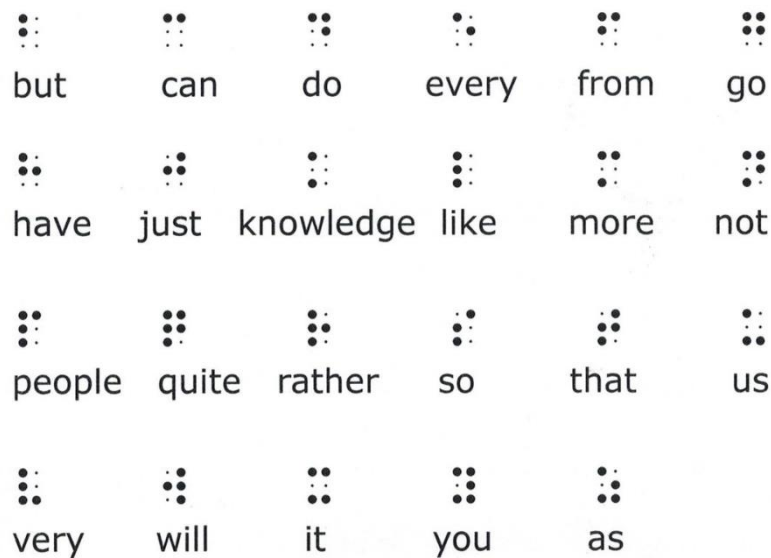 ⠃ ⠉ ⠙ ⠑ ⠋ ⠛
but can do every from go
⠓ ⠚ ⠅ ⠇ ⠍ ⠝
have just knowledge like more not
⠏ ⠟ ⠗ ⠎ ⠞ ⠥
people quite rather so that us
⠧ ⠺ ⠭ ⠽ ⠵
very will it you as